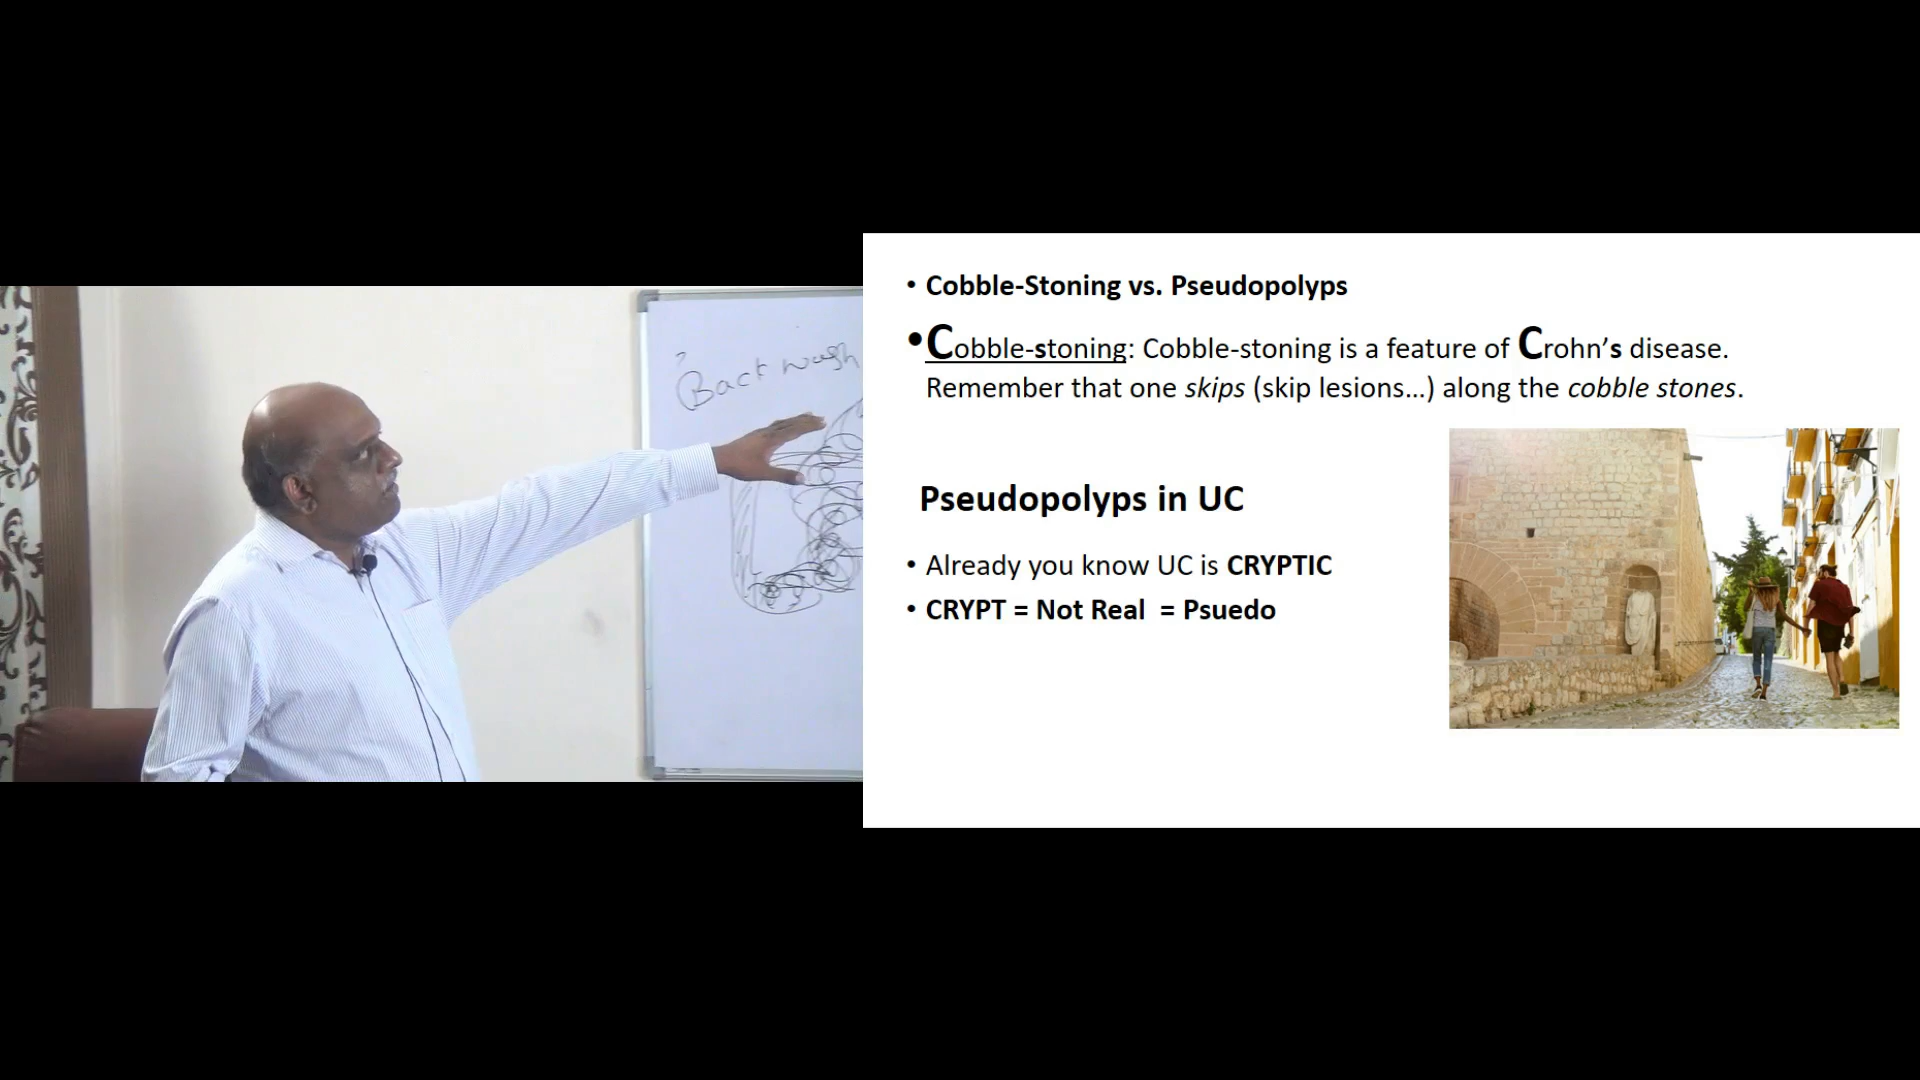 Back wash
• Cobble-Stoning vs. Pseudopolyps
• Cobble-stoning: Cobble-stoning is a feature of Crohn’s disease.
Remember that one skips (skip lesions...) along the cobble stones.
Pseudopolyps in UC
• Already you know UC is CRYPTIC
• CRYPT = Not Real = Psuedo